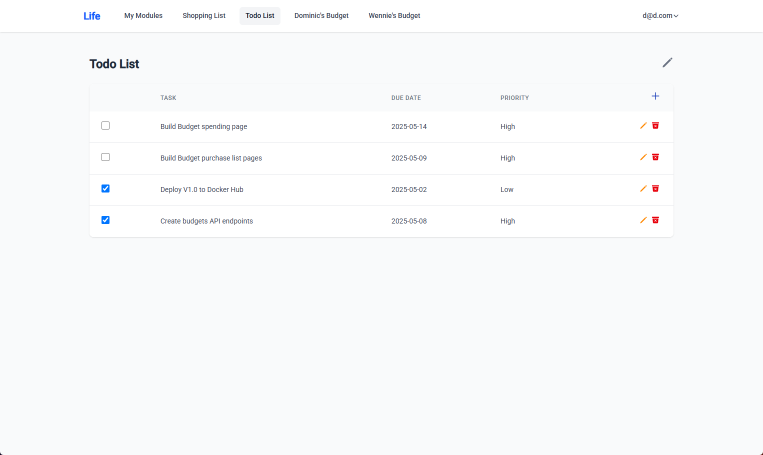 Life My Modules Shopping List Todo List Dominic's Budget Wennie's Budget d@d.com
Todo List
TASK DUE DATE PRIORITY
Build Budget spending page 2025-05-14 High
Build Budget purchase list pages 2025-05-09 High
Deploy V1.0 to Docker Hub 2025-05-02 Low
Create budgets API endpoints 2025-05-08 High